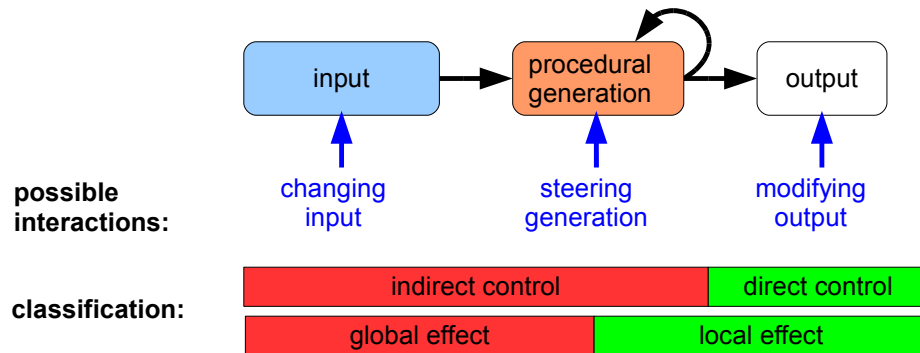 input
procedural
generation
output
possible
interactions:
changing
input
steering
generation
modifying
output
classification:
indirect control
direct control
global effect
local effect